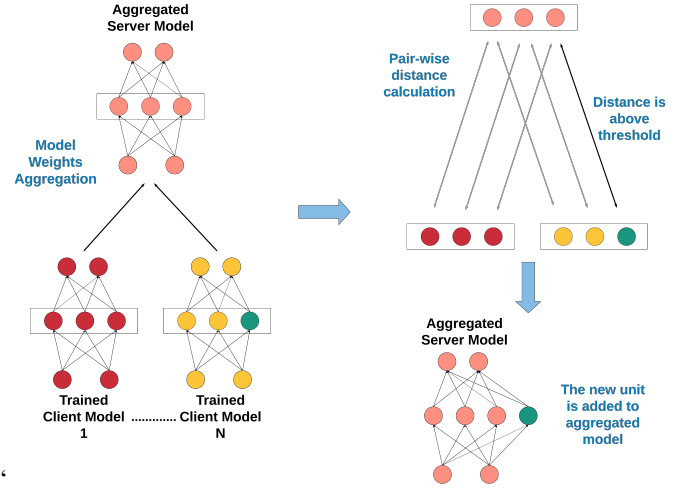 Aggregated
Server Model
Model
Weights
Aggregation
Trained
Client Model
1
.............
Trained
Client Model
N
Pair-wise
distance
calculation
Distance is
above
threshold
Aggregated
Server Model
The new unit
is added to
aggregated
model
‘